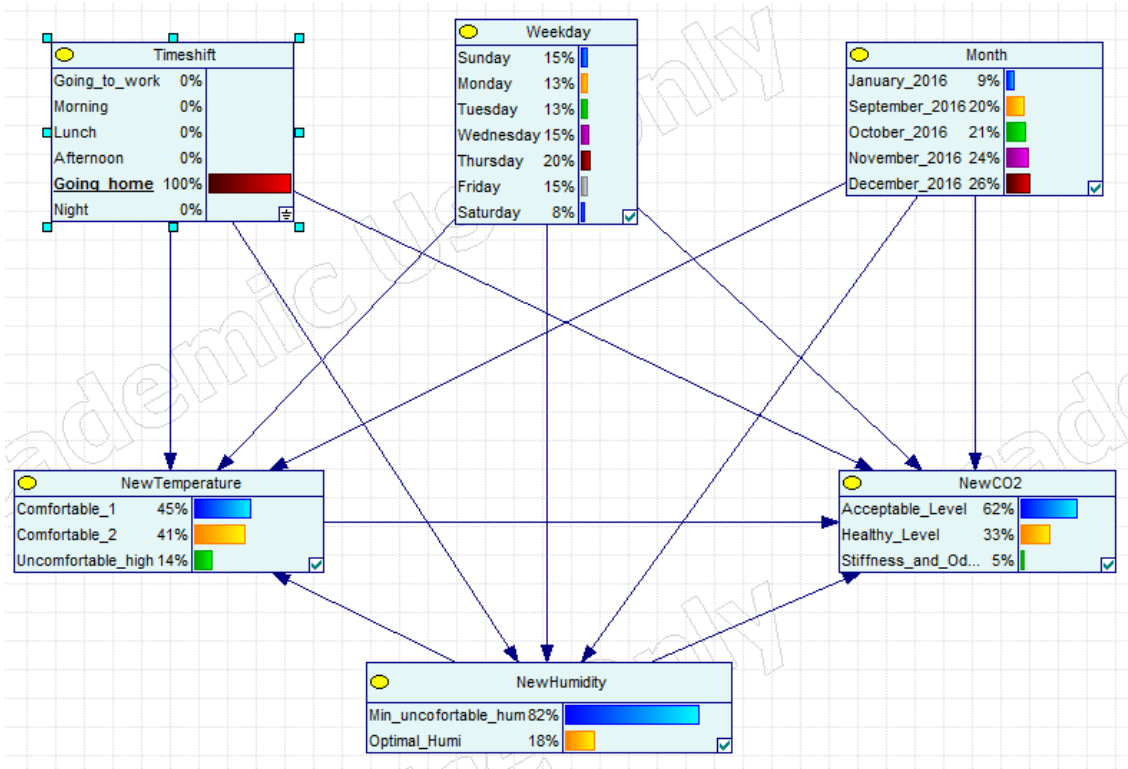 Timeshift
Going_to_work 0%
Morning 0%
Lunch 0%
Afternoon 0%
Going_home 100%
Night 0%
Weekday
Sunday 15%
Monday 13%
Tuesday 13%
Wednesday 15%
Thursday 20%
Friday 15%
Saturday 8%
Month
January_2016 9%
September_2016 20%
October_2016 21%
November_2016 24%
December_2016 26%
NewTemperature
Comfortable_1 45%
Comfortable_2 41%
Uncomfortable_high 14%
NewCO2
Acceptable_Level 62%
Healthy_Level 33%
Stiffness_and_Od... 5%
NewHumidity
Min_uncofortable_hum 82%
Optimal_Humi 18%